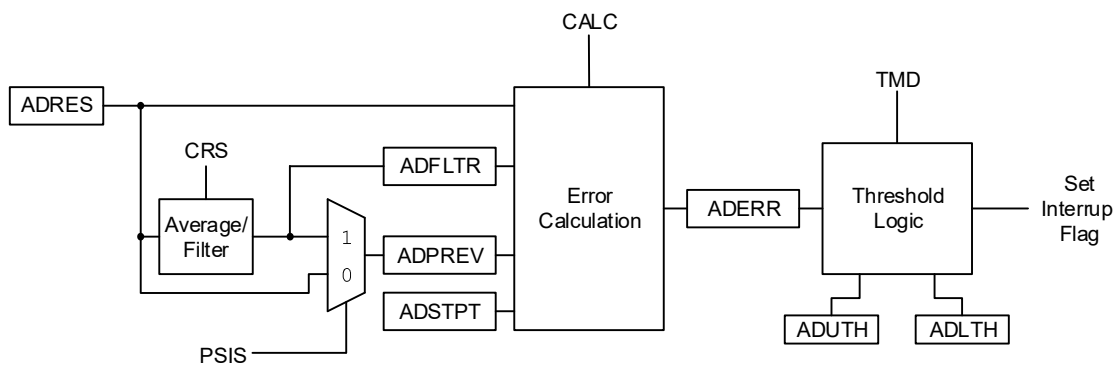 CALC
ADRES
TMD
CRS
ADFLTR
Average/
Filter
1
0
ADPREV
ADSTPT
PSIS
Error
Calculation
ADERR
Threshold
Logic
Set
Interrup
Flag
ADUTH
ADLTH